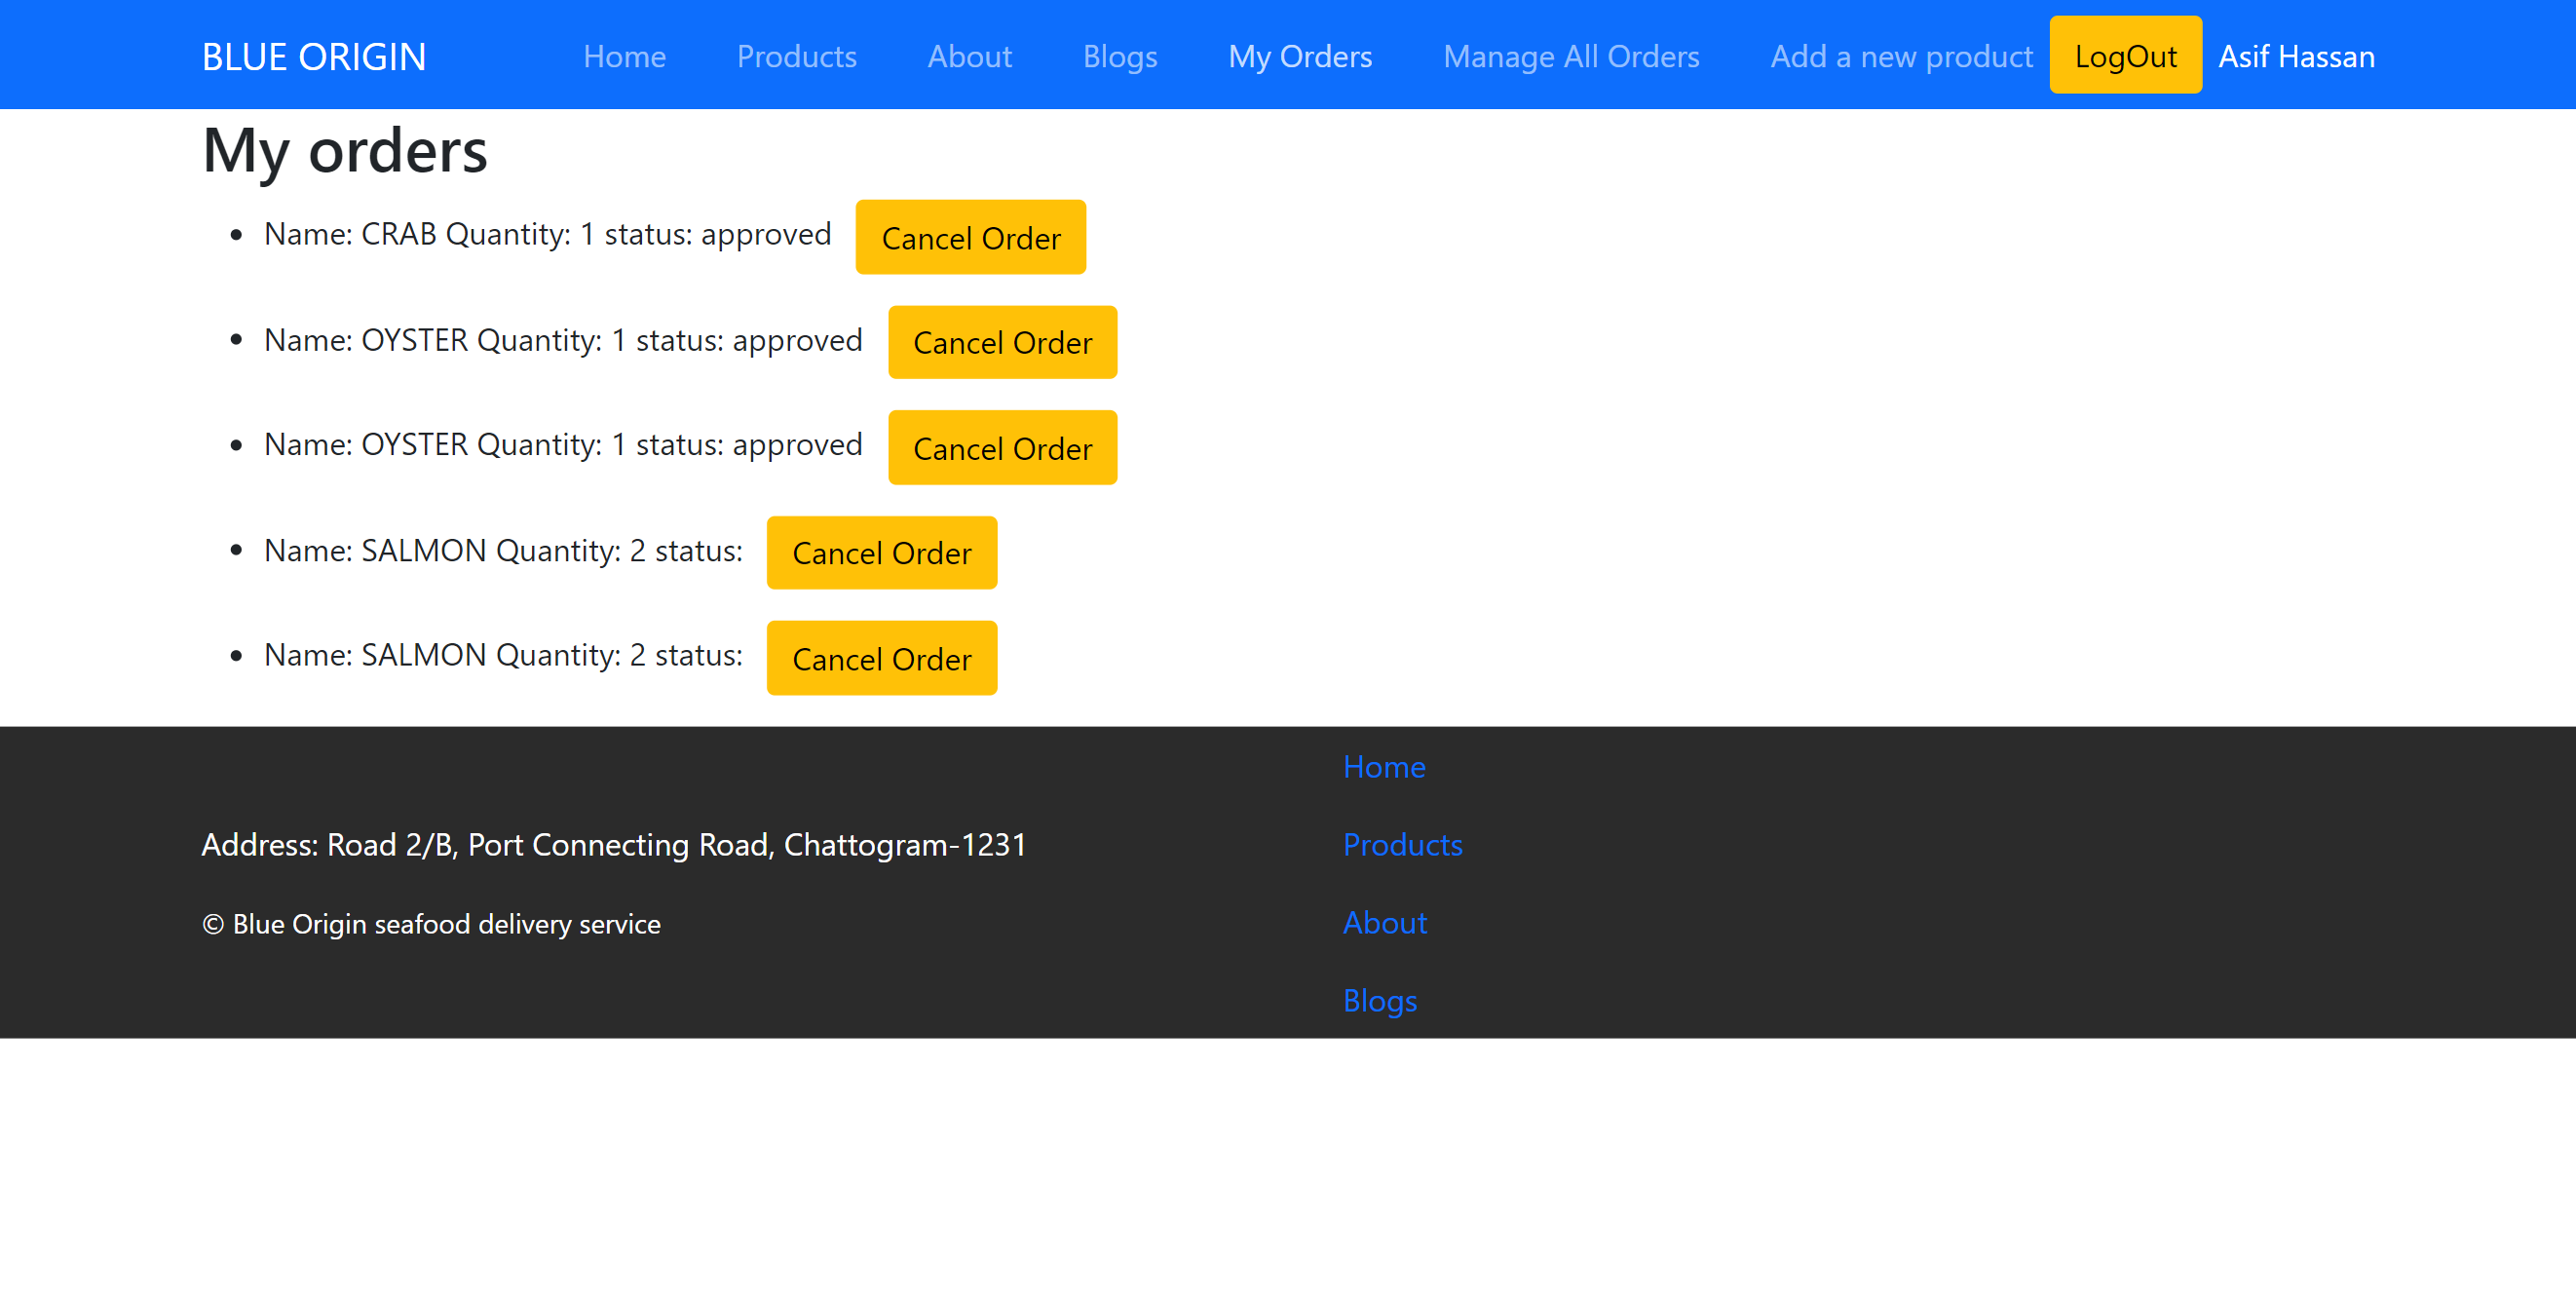 BLUE ORIGIN Home Products About Blogs My Orders Manage All Orders Add a new product LogOut Asif Hassan
My orders
Name: CRAB Quantity: 1 status: approved Cancel Order
Name: OYSTER Quantity: 1 status: approved Cancel Order
Name: OYSTER Quantity: 1 status: approved Cancel Order
Name: SALMON Quantity: 2 status: Cancel Order
Name: SALMON Quantity: 2 status: Cancel Order
Address: Road 2/B, Port Connecting Road, Chattogram-1231
© Blue Origin seafood delivery service
Home
Products
About
Blogs